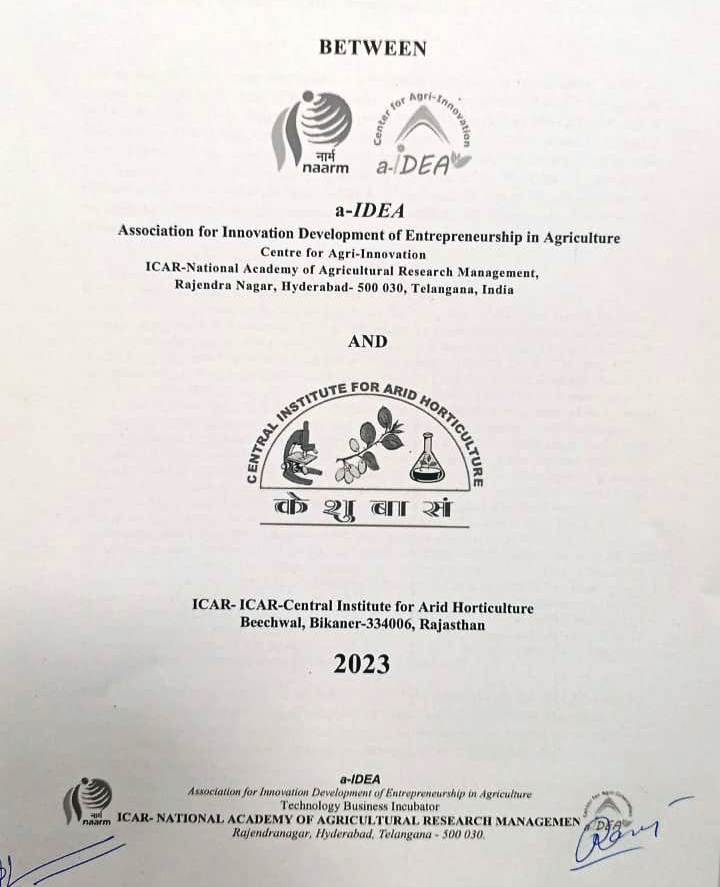 BETWEEN
नार्म
naarm
Center for Agri-Innovation
a-IDEA
a-IDEA
Association for Innovation Development of Entrepreneurship in Agriculture
Centre for Agri-Innovation
ICAR-National Academy of Agricultural Research Management,
Rajendra Nagar, Hyderabad- 500 030, Telangana, India
AND
CENTRAL INSTITUTE FOR ARID HORTICULTURE
के शु बा सं
ICAR- ICAR-Central Institute for Arid Horticulture
Beechwal, Bikaner-334006, Rajasthan
2023
a-IDEA
Association for Innovation Development of Entrepreneurship in Agriculture
Technology Business Incubator
नार्म
naarm
ICAR- NATIONAL ACADEMY OF AGRICULTURAL RESEARCH MANAGEMEN
Rajendranagar, Hyderabad, Telangana - 500 030.